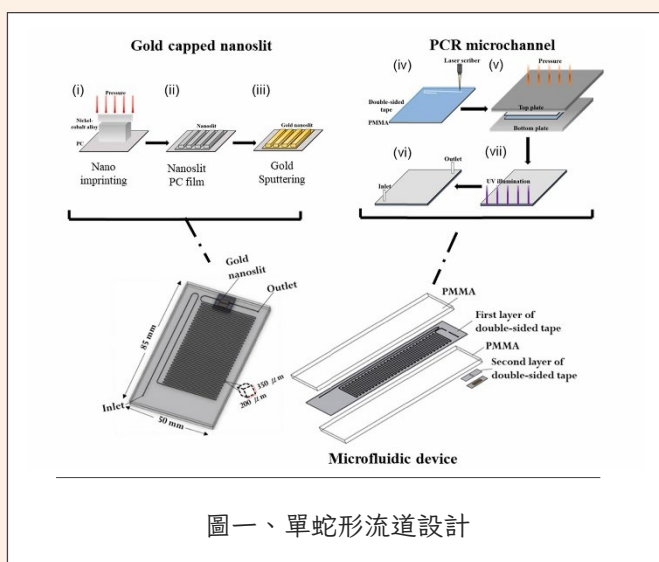 Gold capped nanoslit
(i)
(ii)
(iii)
Pressure
Nickel-
cobalt alloy
PC
Nanoslit
Gold nanoslit
Nano
imprinting
Nanoslit
PC film
Gold
Sputtering
PCR microchannel
(iv)
(v)
Laser scriber
Pressure
Double-sided
tape
PMMA
Top plate
Bottom plate
(vi)
(vii)
Outlet
Inlet
UV illumination
Gold
nanoslit
Outlet
85 mm
150 μm
200 μm
Inlet
50 mm
PMMA
First layer of
double-sided tape
PMMA
Second layer of
double-sided tape
Microfluidic device
圖一、單蛇形流道設計